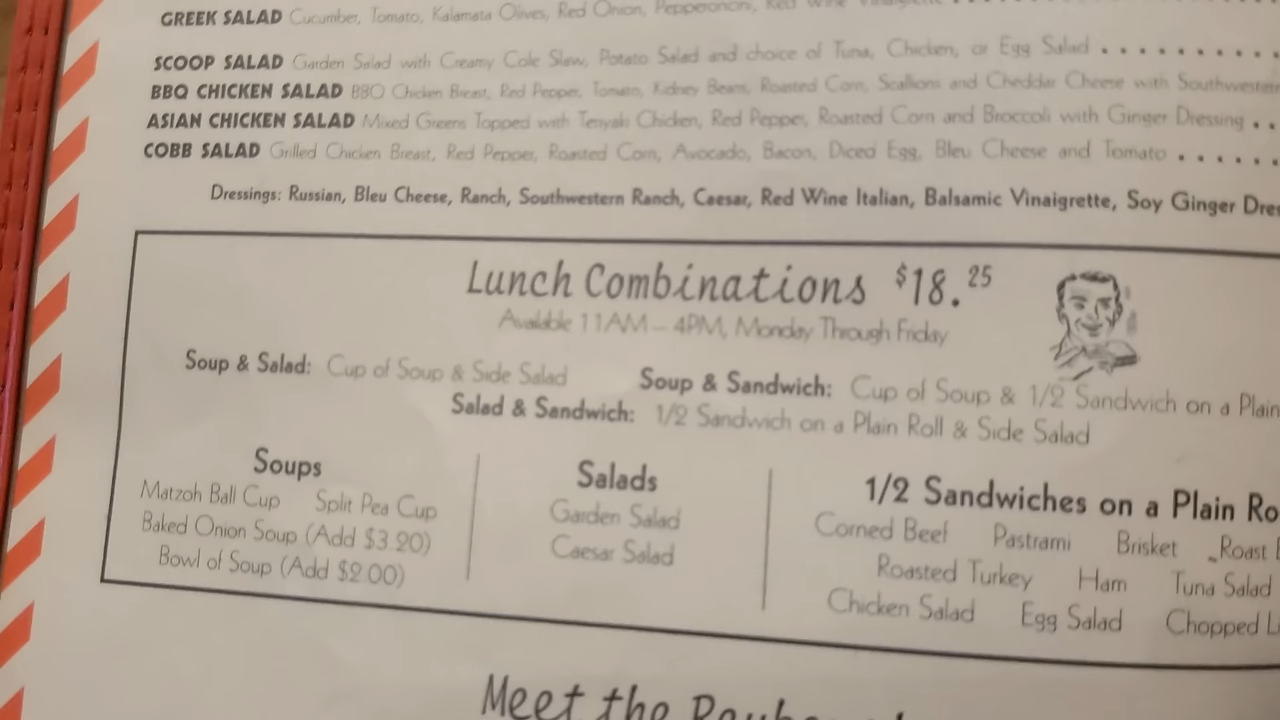 GREEK SALAD Cucumber, Tomato, Kalamata Olives, Red Onion, Pepperoncini, Red Wine Vinaigrette
SCOOP SALAD Garden Salad with Creamy Cole Slaw, Potato Salad and choice of Tuna, Chicken, or Egg Salad
BBQ CHICKEN SALAD BBQ Chicken Breast, Red Pepper, Tomato, Kidney Beans, Roasted Corn, Scallions and Cheddar Cheese with Southwestern
ASIAN CHICKEN SALAD Mixed Greens Topped with Teriyaki Chicken, Red Pepper, Roasted Corn and Broccoli with Ginger Dressing
COBB SALAD Grilled Chicken Breast, Red Pepper, Roasted Corn, Avocado, Bacon, Diced Egg, Bleu Cheese and Tomato
Dressings: Russian, Bleu Cheese, Ranch, Southwestern Ranch, Caesar, Red Wine Italian, Balsamic Vinaigrette, Soy Ginger Dres
Lunch Combinations $18.25
Available 11AM – 4PM, Monday Through Friday
Soup & Salad: Cup of Soup & Side Salad Soup & Sandwich: Cup of Soup & 1/2 Sandwich on a Plain
Salad & Sandwich: 1/2 Sandwich on a Plain Roll & Side Salad
Soups
Matzoh Ball Cup Split Pea Cup
Baked Onion Soup (Add $3.20)
Bowl of Soup (Add $2.00)
Salads
Garden Salad
Caesar Salad
1/2 Sandwiches on a Plain Ro
Corned Beef Pastrami Brisket Roast
Roasted Turkey Ham Tuna Salad
Chicken Salad Egg Salad Chopped
Meet the